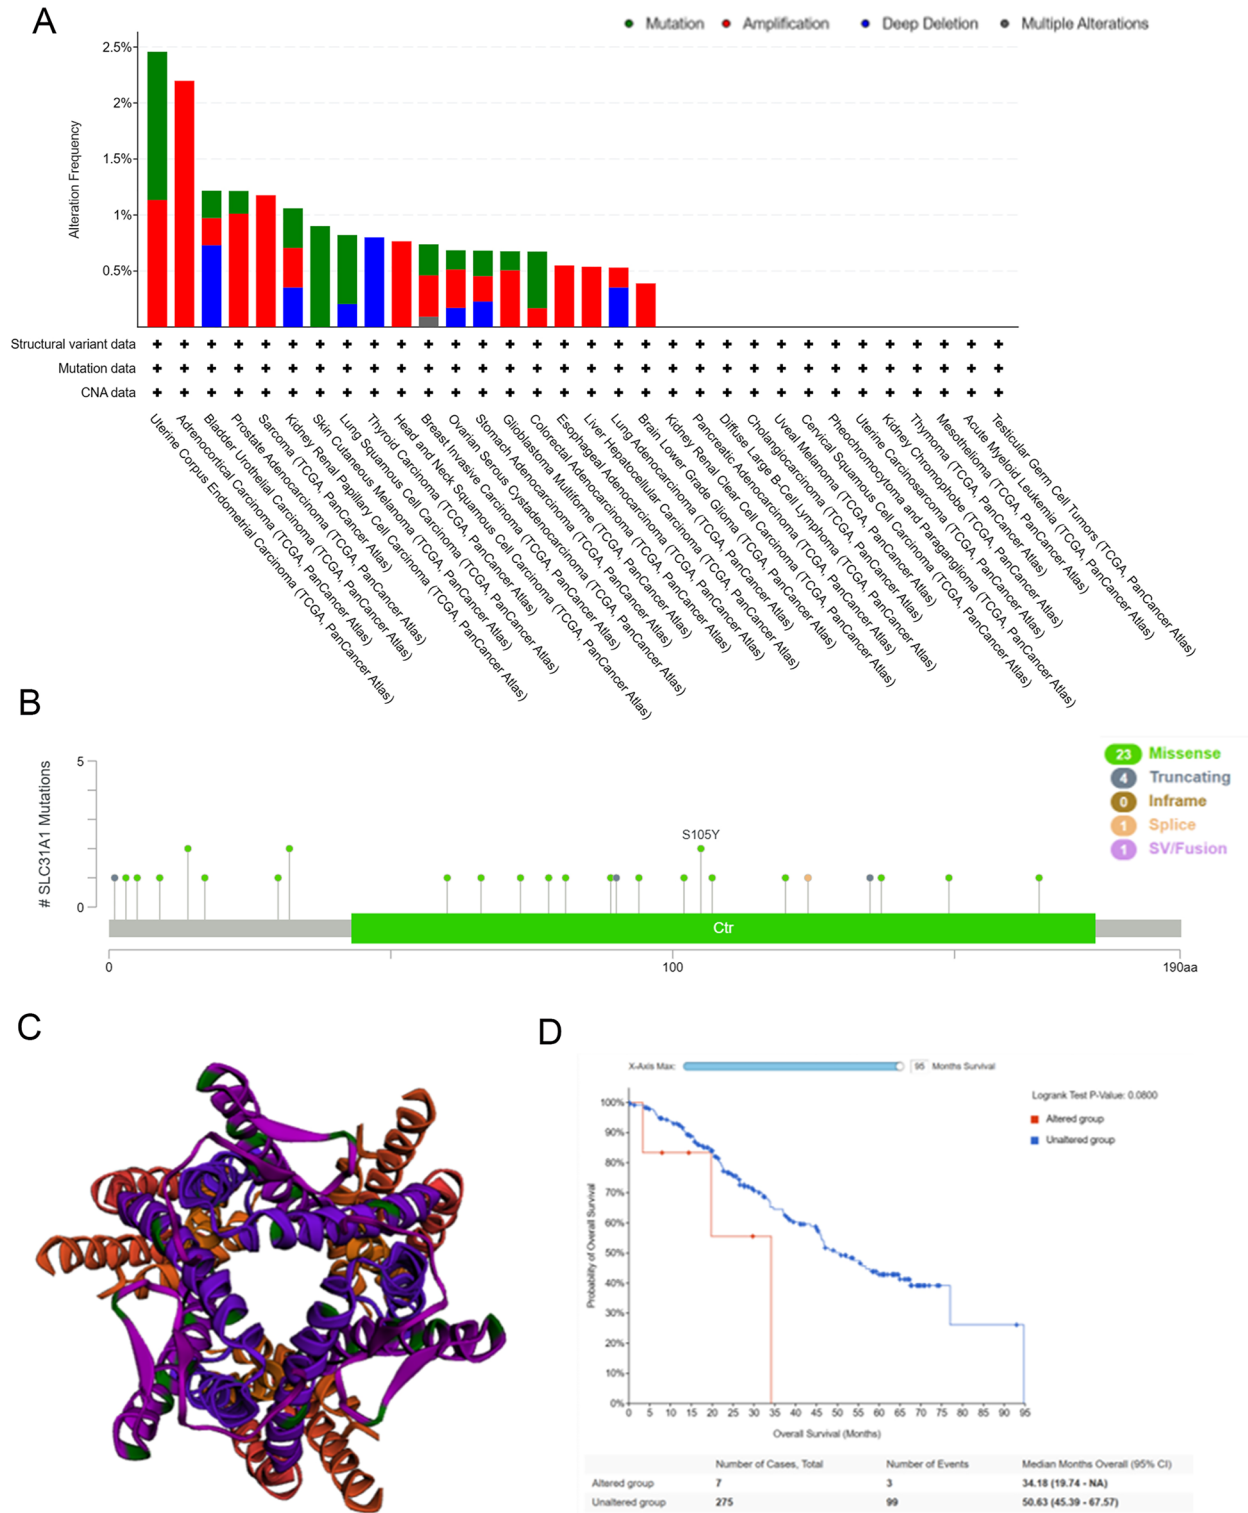 A
Mutation Amplification Deep Deletion Multiple Alterations
2.5%
2%
1.5%
1%
0.5%
Alteration Frequency
Structural variant data
Mutation data
CNA data
Uterine Corpus Endometrial Carcinoma (TCGA, PanCancer Atlas)
Adrenocortical Carcinoma (TCGA, PanCancer Atlas)
Bladder Urothelial Carcinoma (TCGA, PanCancer Atlas)
Prostate Adenocarcinoma (TCGA, PanCancer Atlas)
Sarcoma (TCGA, PanCancer Atlas)
Kidney Renal Papillary Cell Carcinoma (TCGA, PanCancer Atlas)
Skin Cutaneous Melanoma (TCGA, PanCancer Atlas)
Lung Squamous Cell Carcinoma (TCGA, PanCancer Atlas)
Thyroid Carcinoma (TCGA, PanCancer Atlas)
Head and Neck Squamous Cell Carcinoma (TCGA, PanCancer Atlas)
Breast Invasive Carcinoma (TCGA, PanCancer Atlas)
Ovarian Serous Cystadenocarcinoma (TCGA, PanCancer Atlas)
Stomach Adenocarcinoma (TCGA, PanCancer Atlas)
Glioblastoma Multiforme (TCGA, PanCancer Atlas)
Colorectal Adenocarcinoma (TCGA, PanCancer Atlas)
Esophageal Adenocarcinoma (TCGA, PanCancer Atlas)
Liver Hepatocellular Carcinoma (TCGA, PanCancer Atlas)
Lung Adenocarcinoma (TCGA, PanCancer Atlas)
Brain Lower Grade Glioma (TCGA, PanCancer Atlas)
Kidney Renal Clear Cell Carcinoma (TCGA, PanCancer Atlas)
Pancreatic Adenocarcinoma (TCGA, PanCancer Atlas)
Diffuse Large B-Cell Lymphoma (TCGA, PanCancer Atlas)
Cholangiocarcinoma (TCGA, PanCancer Atlas)
Uveal Melanoma (TCGA, PanCancer Atlas)
Cervical Squamous Cell Carcinoma (TCGA, PanCancer Atlas)
Pheochromocytoma and Paraganglioma (TCGA, PanCancer Atlas)
Uterine Carcinosarcoma (TCGA, PanCancer Atlas)
Kidney Chromophobe (TCGA, PanCancer Atlas)
Thymoma (TCGA, PanCancer Atlas)
Mesothelioma (TCGA, PanCancer Atlas)
Acute Myeloid Leukemia (TCGA, PanCancer Atlas)
Testicular Germ Cell Tumors (TCGA, PanCancer Atlas)
B
5
0
# SLC31A1 Mutations
S105Y
Ctr
0 100 190aa
23 Missense
4 Truncating
0 Inframe
1 Splice
1 SV/Fusion
C
D
X-Axis Max: 95 Months Survival
Logrank Test P-Value: 0.0800
Altered group
Unaltered group
100%
90%
80%
70%
60%
50%
40%
30%
20%
10%
0%
Probability of Overall Survival
0 5 10 15 20 25 30 35 40 45 50 55 60 65 70 75 80 85 90 95
Overall Survival (Months)
Number of Cases, Total Number of Events Median Months Overall (95% CI)
Altered group 7 3 34.18 (19.74 - NA)
Unaltered group 275 99 50.63 (45.39 - 67.57)